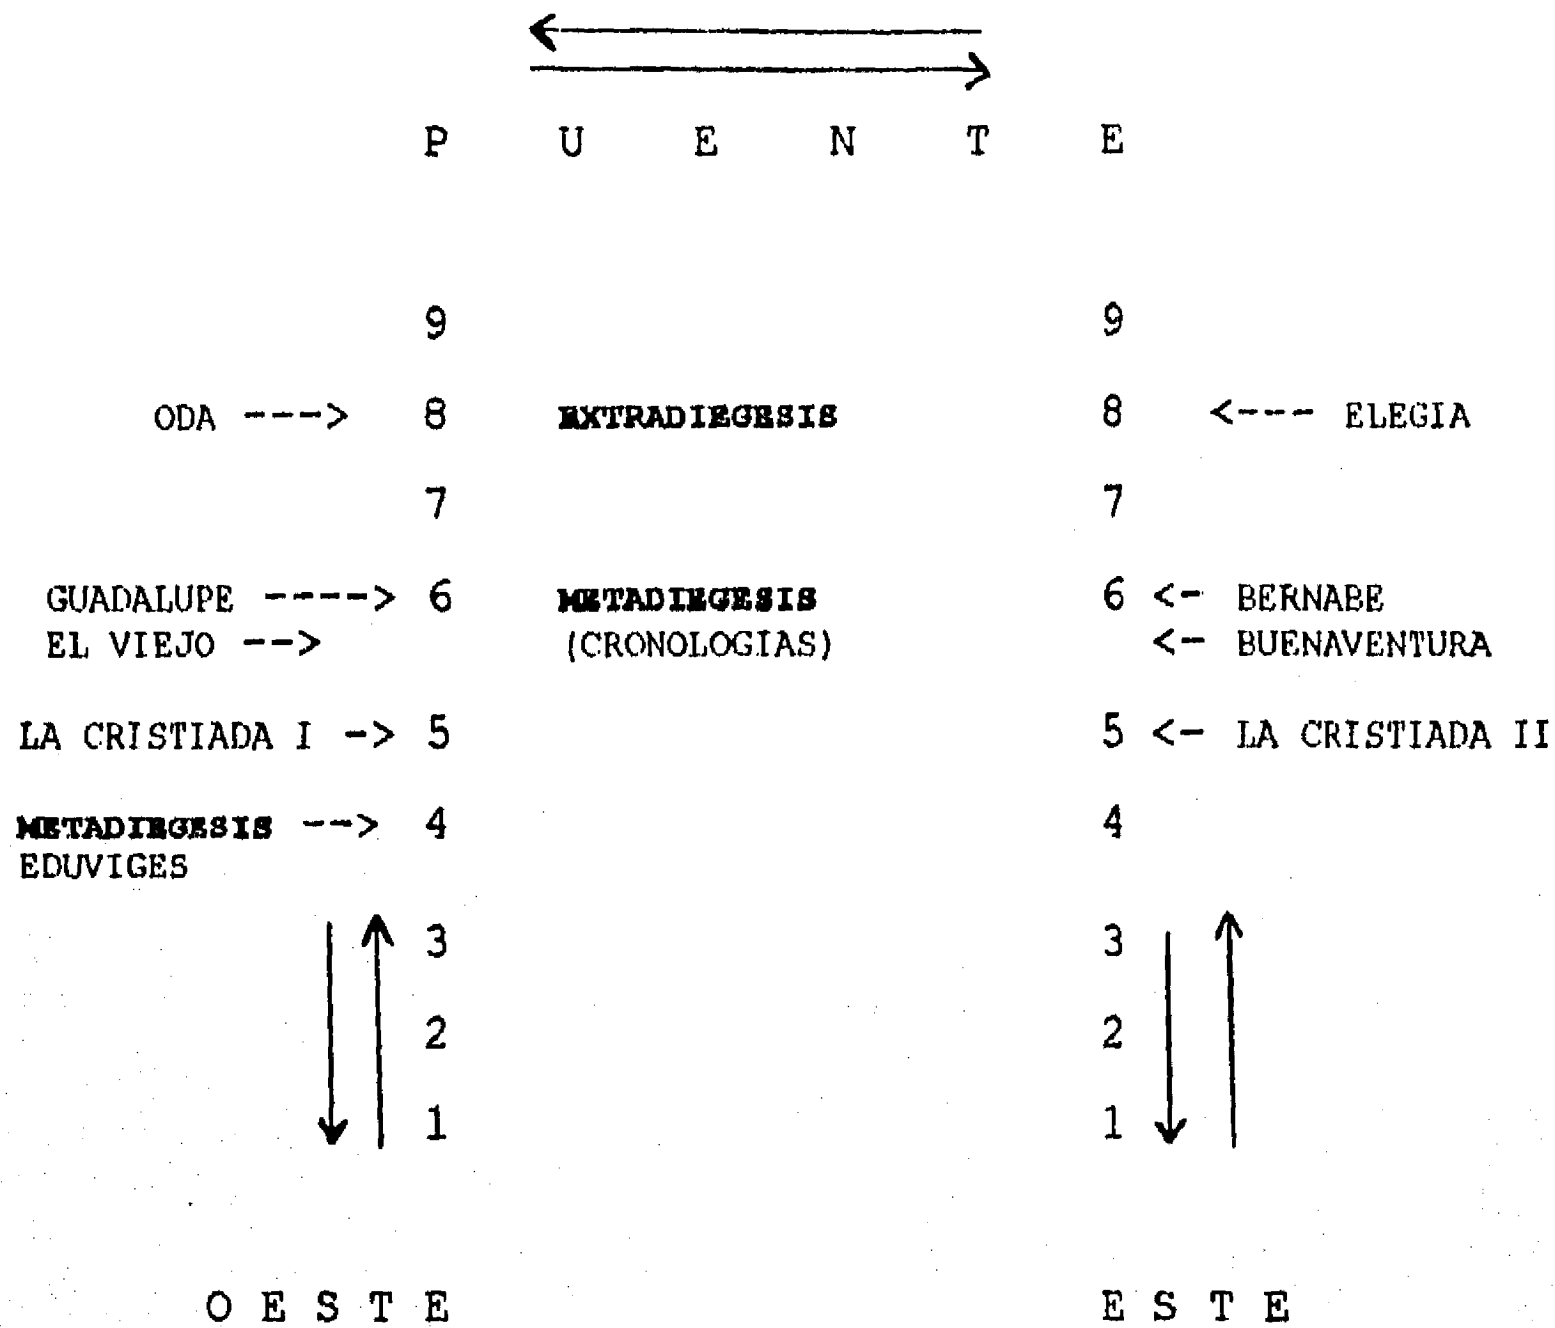 P U E N T E
9 9
ODA ---> 8 EXTRADIEGESIS 8 <--- ELEGIA
7 7
GUADALUPE ----> 6 METADIEGESIS 6 <- BERNABE
EL VIEJO --> (CRONOLOGIAS) <- BUENAVENTURA
LA CRISTIADA I -> 5 5 <- LA CRISTIADA II
METADIEGESIS --> 4 4
EDUVIGES
3 3
2 2
1 1
O E S T E E S T E